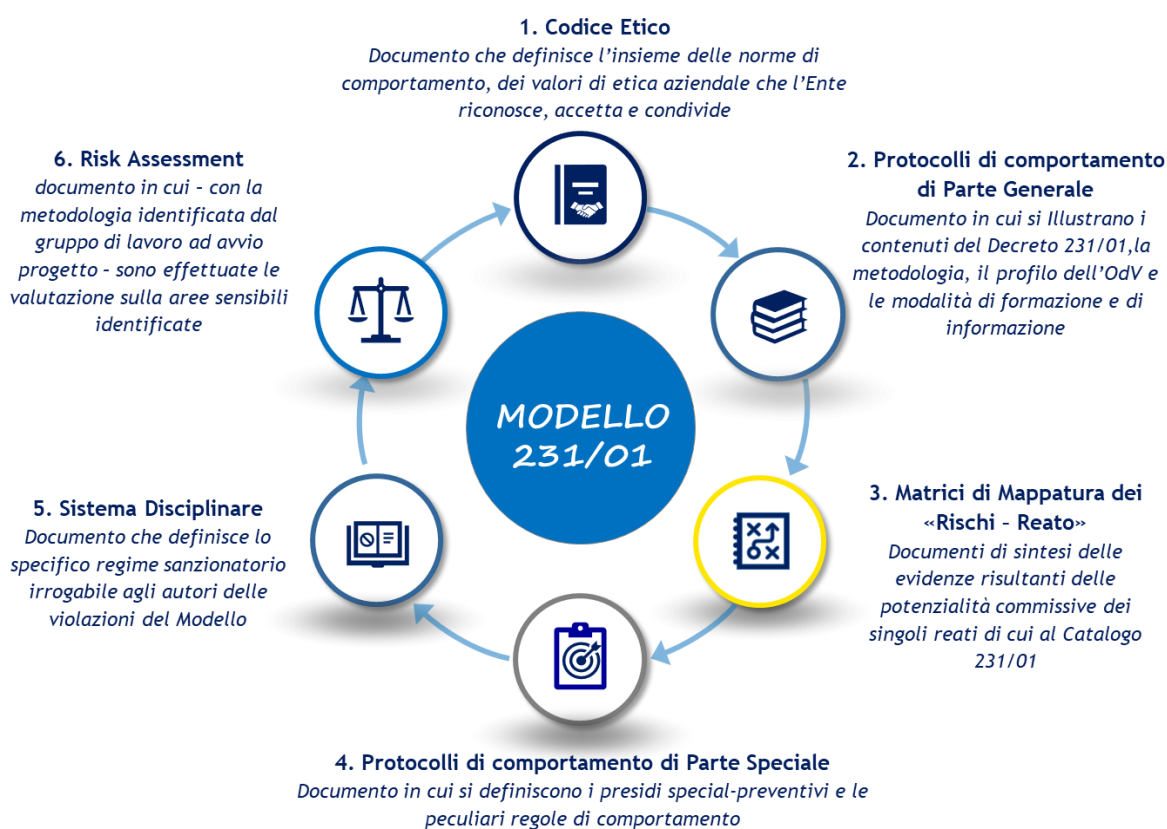 1. Codice Etico
Documento che definisce l'insieme delle norme di
comportamento, dei valori di etica aziendale che l'Ente
riconosce, accetta e condivide
2. Protocolli di comportamento
di Parte Generale
Documento in cui si Illustrano i
contenuti del Decreto 231/01,la
metodologia, il profilo dell'OdV e
le modalità di formazione e di
informazione
3. Matrici di Mappatura dei
«Rischi - Reato»
Documenti di sintesi delle
evidenze risultanti delle
potenzialità commissive dei
singoli reati di cui al Catalogo
231/01
4. Protocolli di comportamento di Parte Speciale
Documento in cui si definiscono i presidi special-preventivi e le
peculiari regole di comportamento
5. Sistema Disciplinare
Documento che definisce lo
specifico regime sanzionatorio
irrogabile agli autori delle
violazioni del Modello
6. Risk Assessment
documento in cui - con la
metodologia identificata dal
gruppo di lavoro ad avvio
progetto - sono effettuate le
valutazione sulla aree sensibili
identificate
MODELLO
231/01